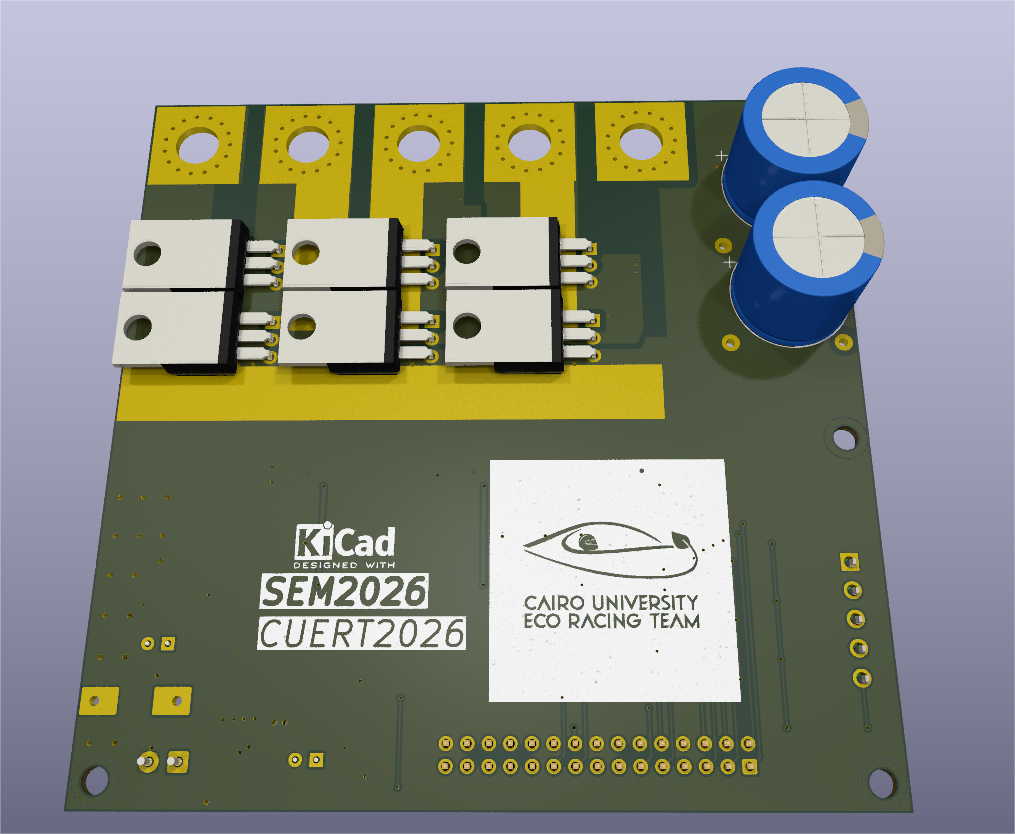 KiCad
DESIGNED WITH
SEM2026
CUERT2026
CAIRO UNIVERSITY
ECO RACING TEAM